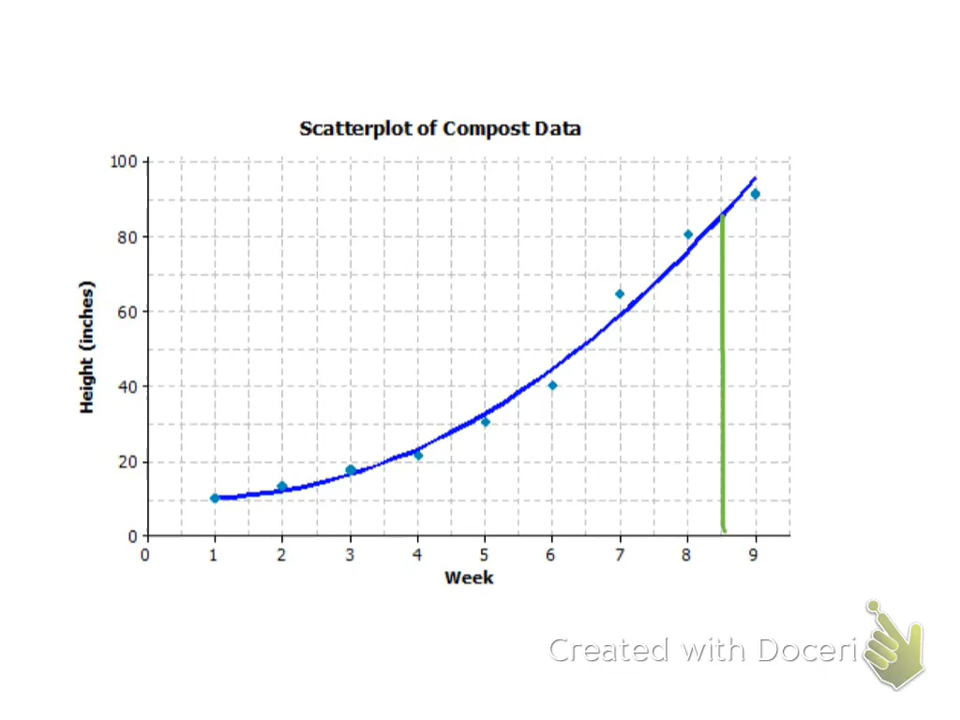 Scatterplot of Compost Data
100
80
60
40
20
0
Height (inches)
0 1 2 3 4 5 6 7 8 9
Week
Created with Doceri